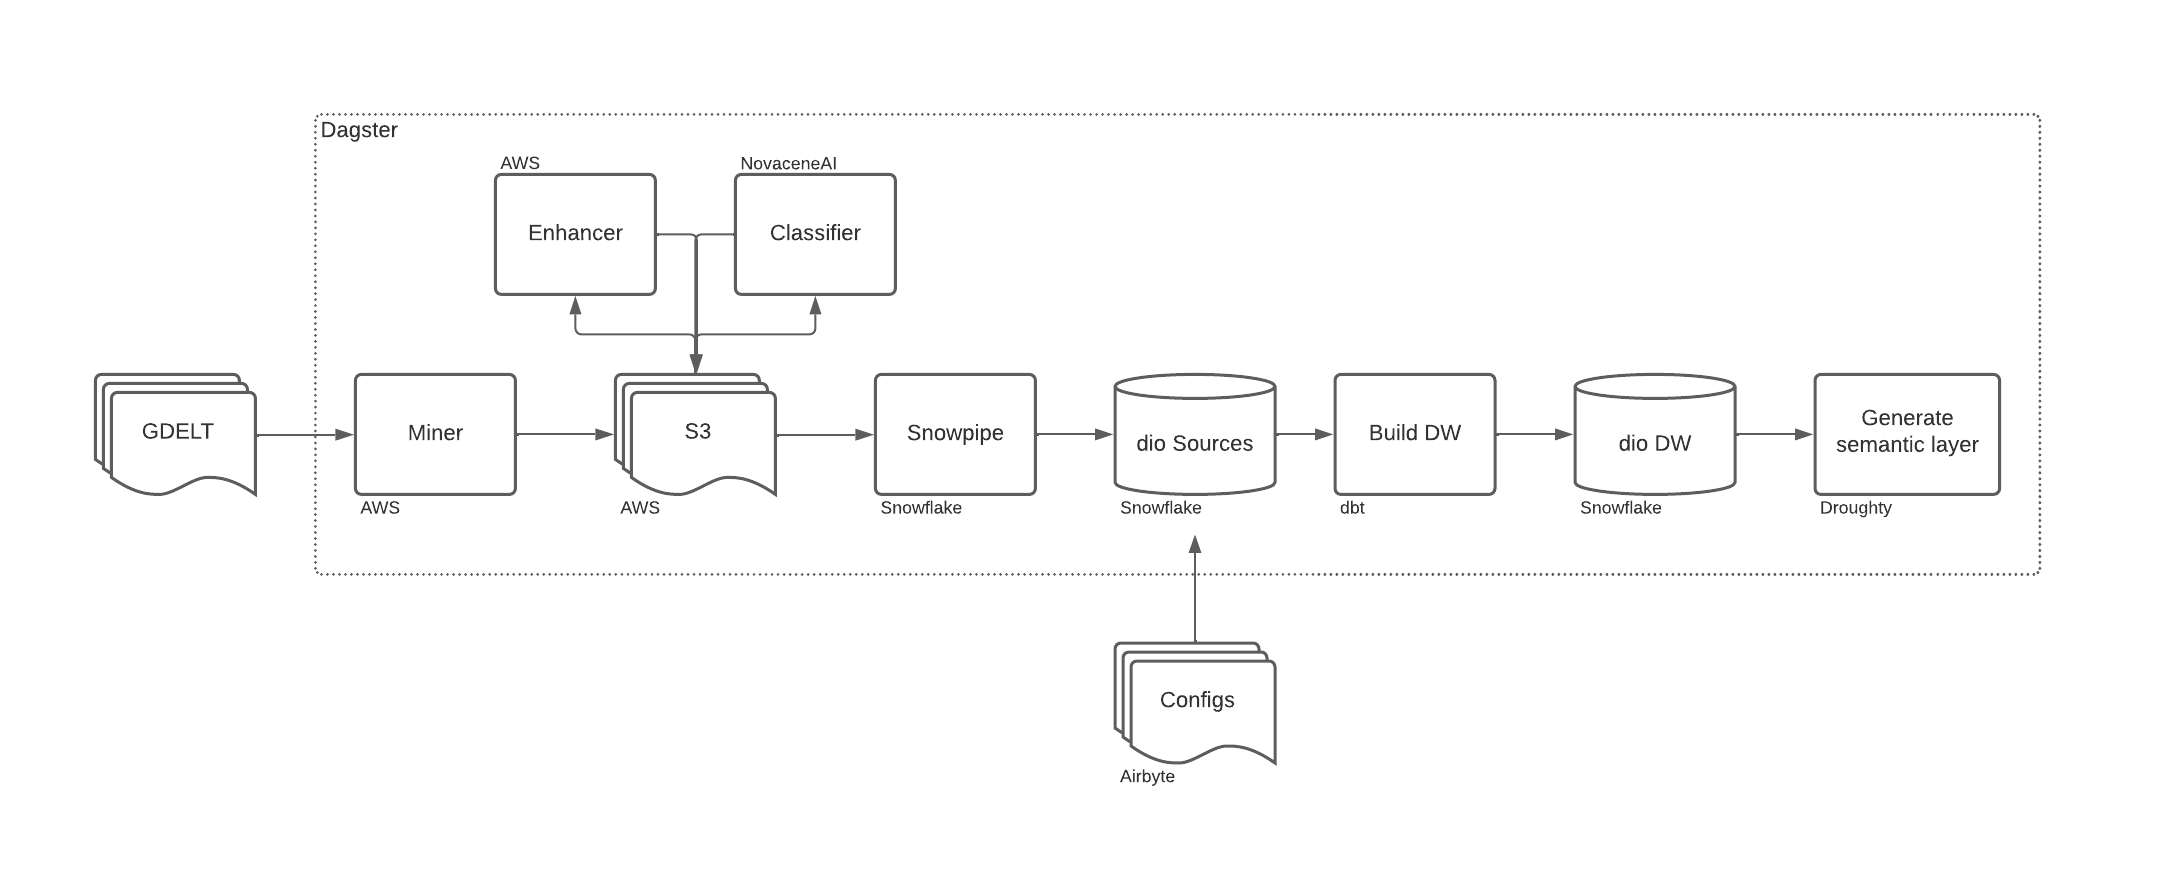 Dagster
AWS
NovaceneAI
Enhancer
Classifier
GDELT
Miner
AWS
S3
AWS
Snowpipe
Snowflake
dio Sources
Snowflake
Build DW
dbt
dio DW
Snowflake
Generate
semantic layer
Droughty
Configs
Airbyte